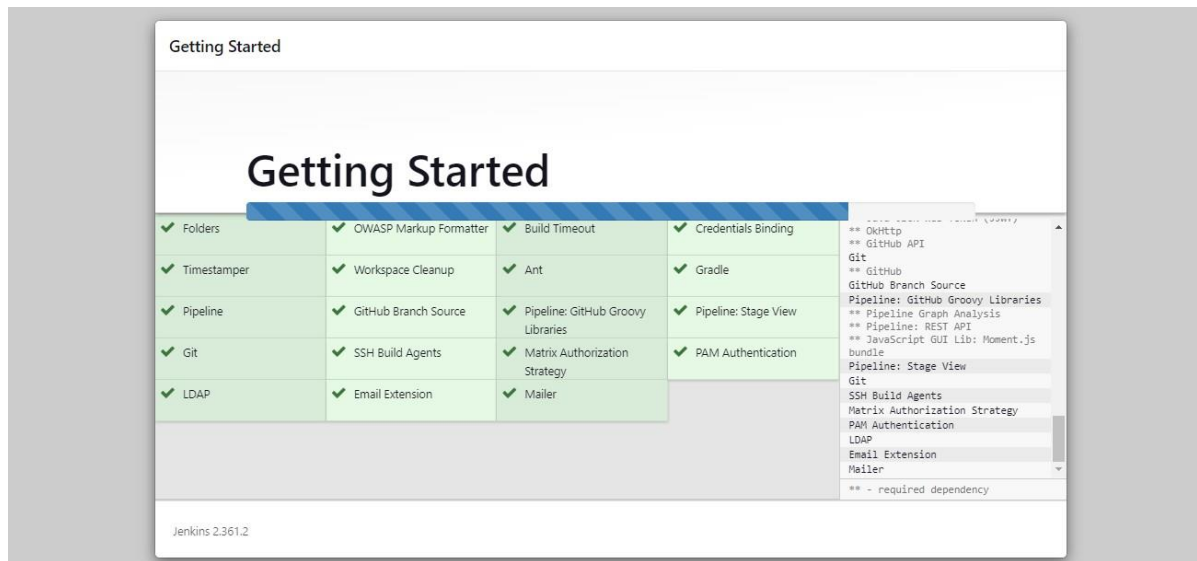 Getting Started
Getting Started
Folders
OWASP Markup Formatter
Build Timeout
Credentials Binding
Timestamper
Workspace Cleanup
Ant
Gradle
Pipeline
GitHub Branch Source
Pipeline: GitHub Groovy
Libraries
Pipeline: Stage View
Git
SSH Build Agents
Matrix Authorization
Strategy
PAM Authentication
LDAP
Email Extension
Mailer
** OkHttp
** GitHub API
Git
** GitHub
GitHub Branch Source
Pipeline: GitHub Groovy Libraries
** Pipeline Graph Analysis
** Pipeline: REST API
** JavaScript GUI Lib: Moment.js
bundle
Pipeline: Stage View
Git
SSH Build Agents
Matrix Authorization Strategy
PAM Authentication
LDAP
Email Extension
Mailer
** - required dependency
Jenkins 2.361.2